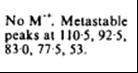 No M⁺•. Metastable
peaks at 110·5, 92·5,
83·0, 77·5, 53.